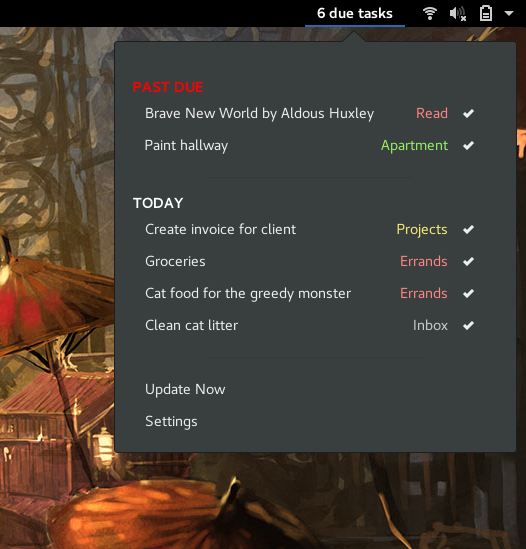 6 due tasks
PAST DUE
Brave New World by Aldous Huxley Read
Paint hallway Apartment
TODAY
Create invoice for client Projects
Groceries Errands
Cat food for the greedy monster Errands
Clean cat litter Inbox
Update Now
Settings